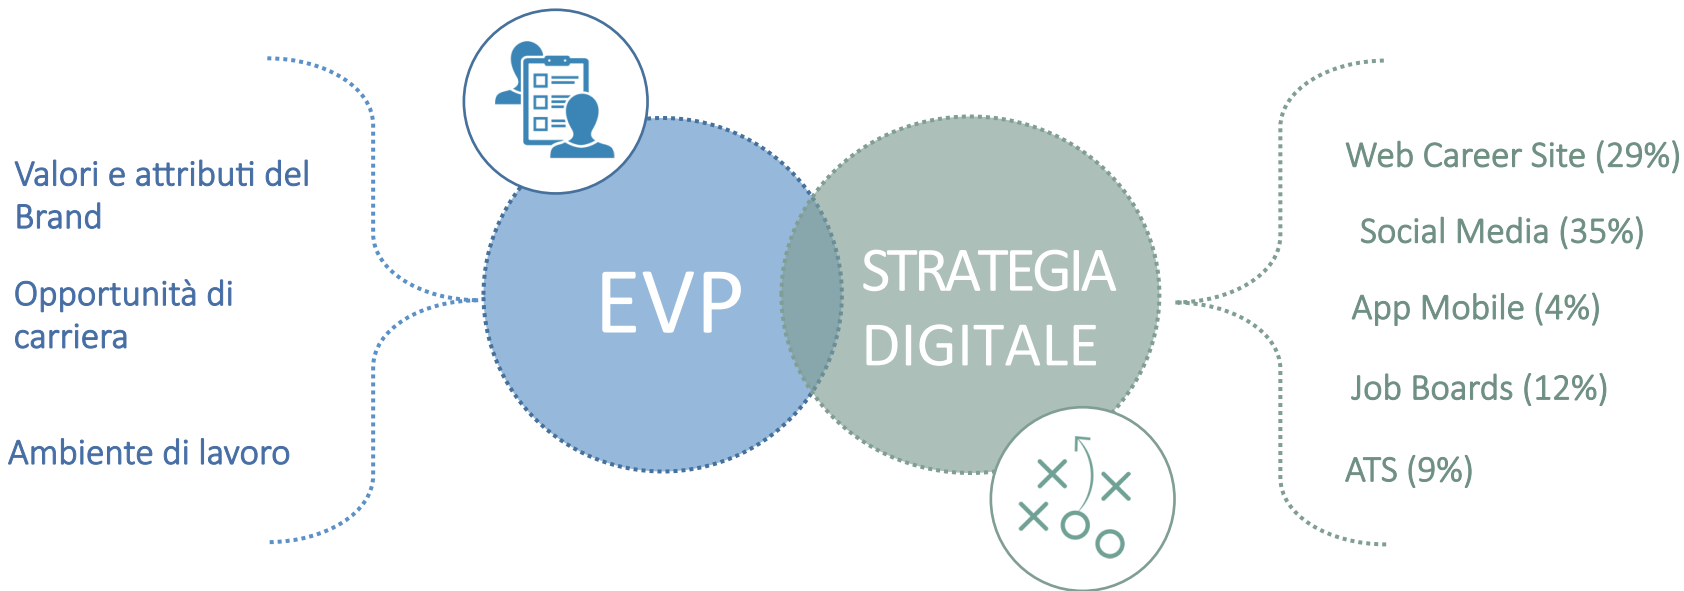 Valori e attributi del
Brand
Opportunità di
carriera
Ambiente di lavoro
EVP
STRATEGIA
DIGITALE
Web Career Site (29%)
Social Media (35%)
App Mobile (4%)
Job Boards (12%)
ATS (9%)